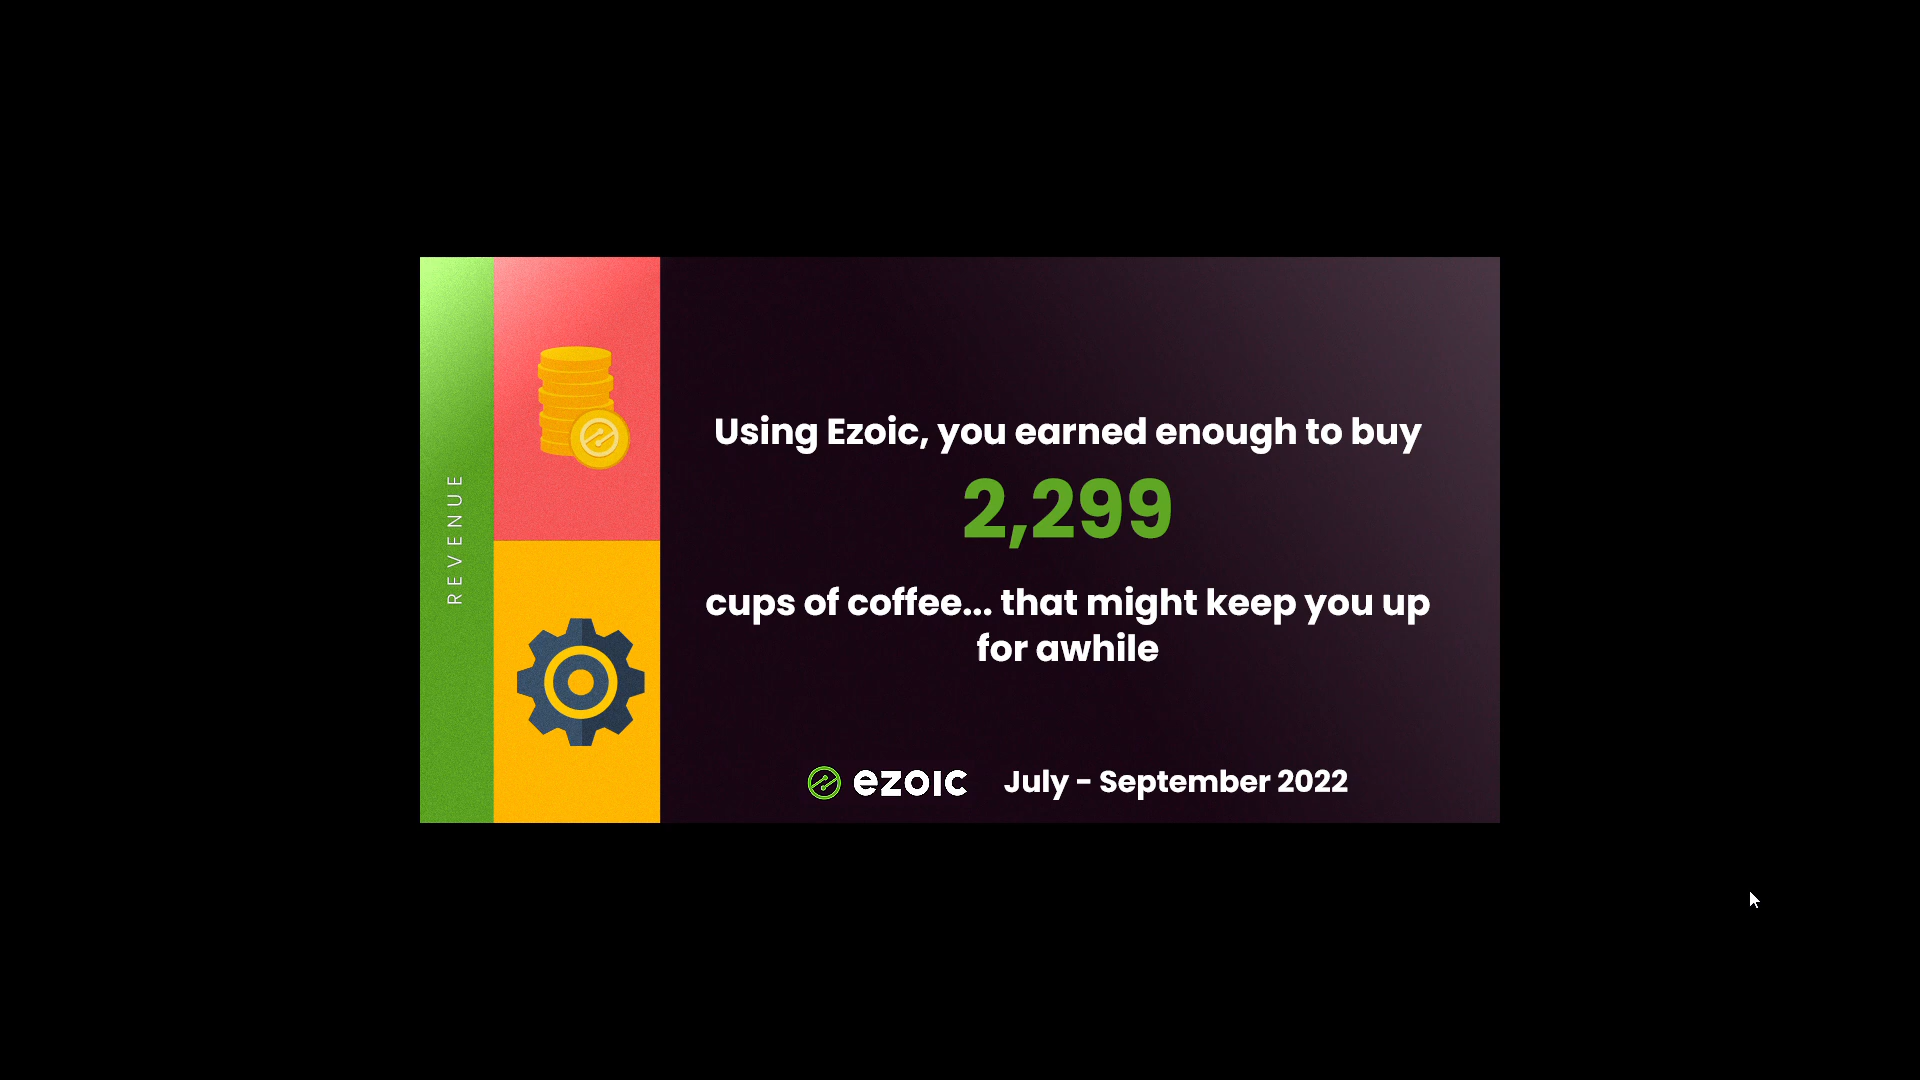 REVENUE
Using Ezoic, you earned enough to buy
2,299
cups of coffee... that might keep you up
for awhile
ezoic July - September 2022